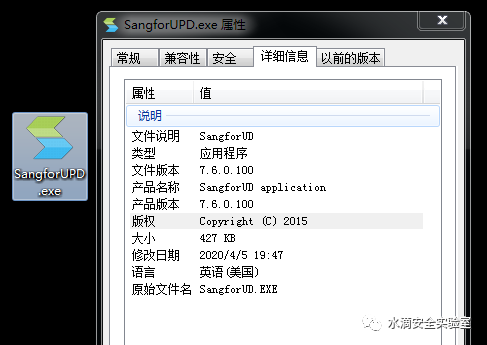 SangforUPD.exe 属性
常规 兼容性 安全 详细信息 以前的版本
属性 值
说明
文件说明 SangforUD
类型 应用程序
文件版本 7.6.0.100
产品名称 SangforUD application
产品版本 7.6.0.100
版权 Copyright (C) 2015
大小 427 KB
修改日期 2020/4/5 19:47
语言 英语(美国)
原始文件名 SangforUD.EXE
SangforUPD
.exe
水滴安全实验室